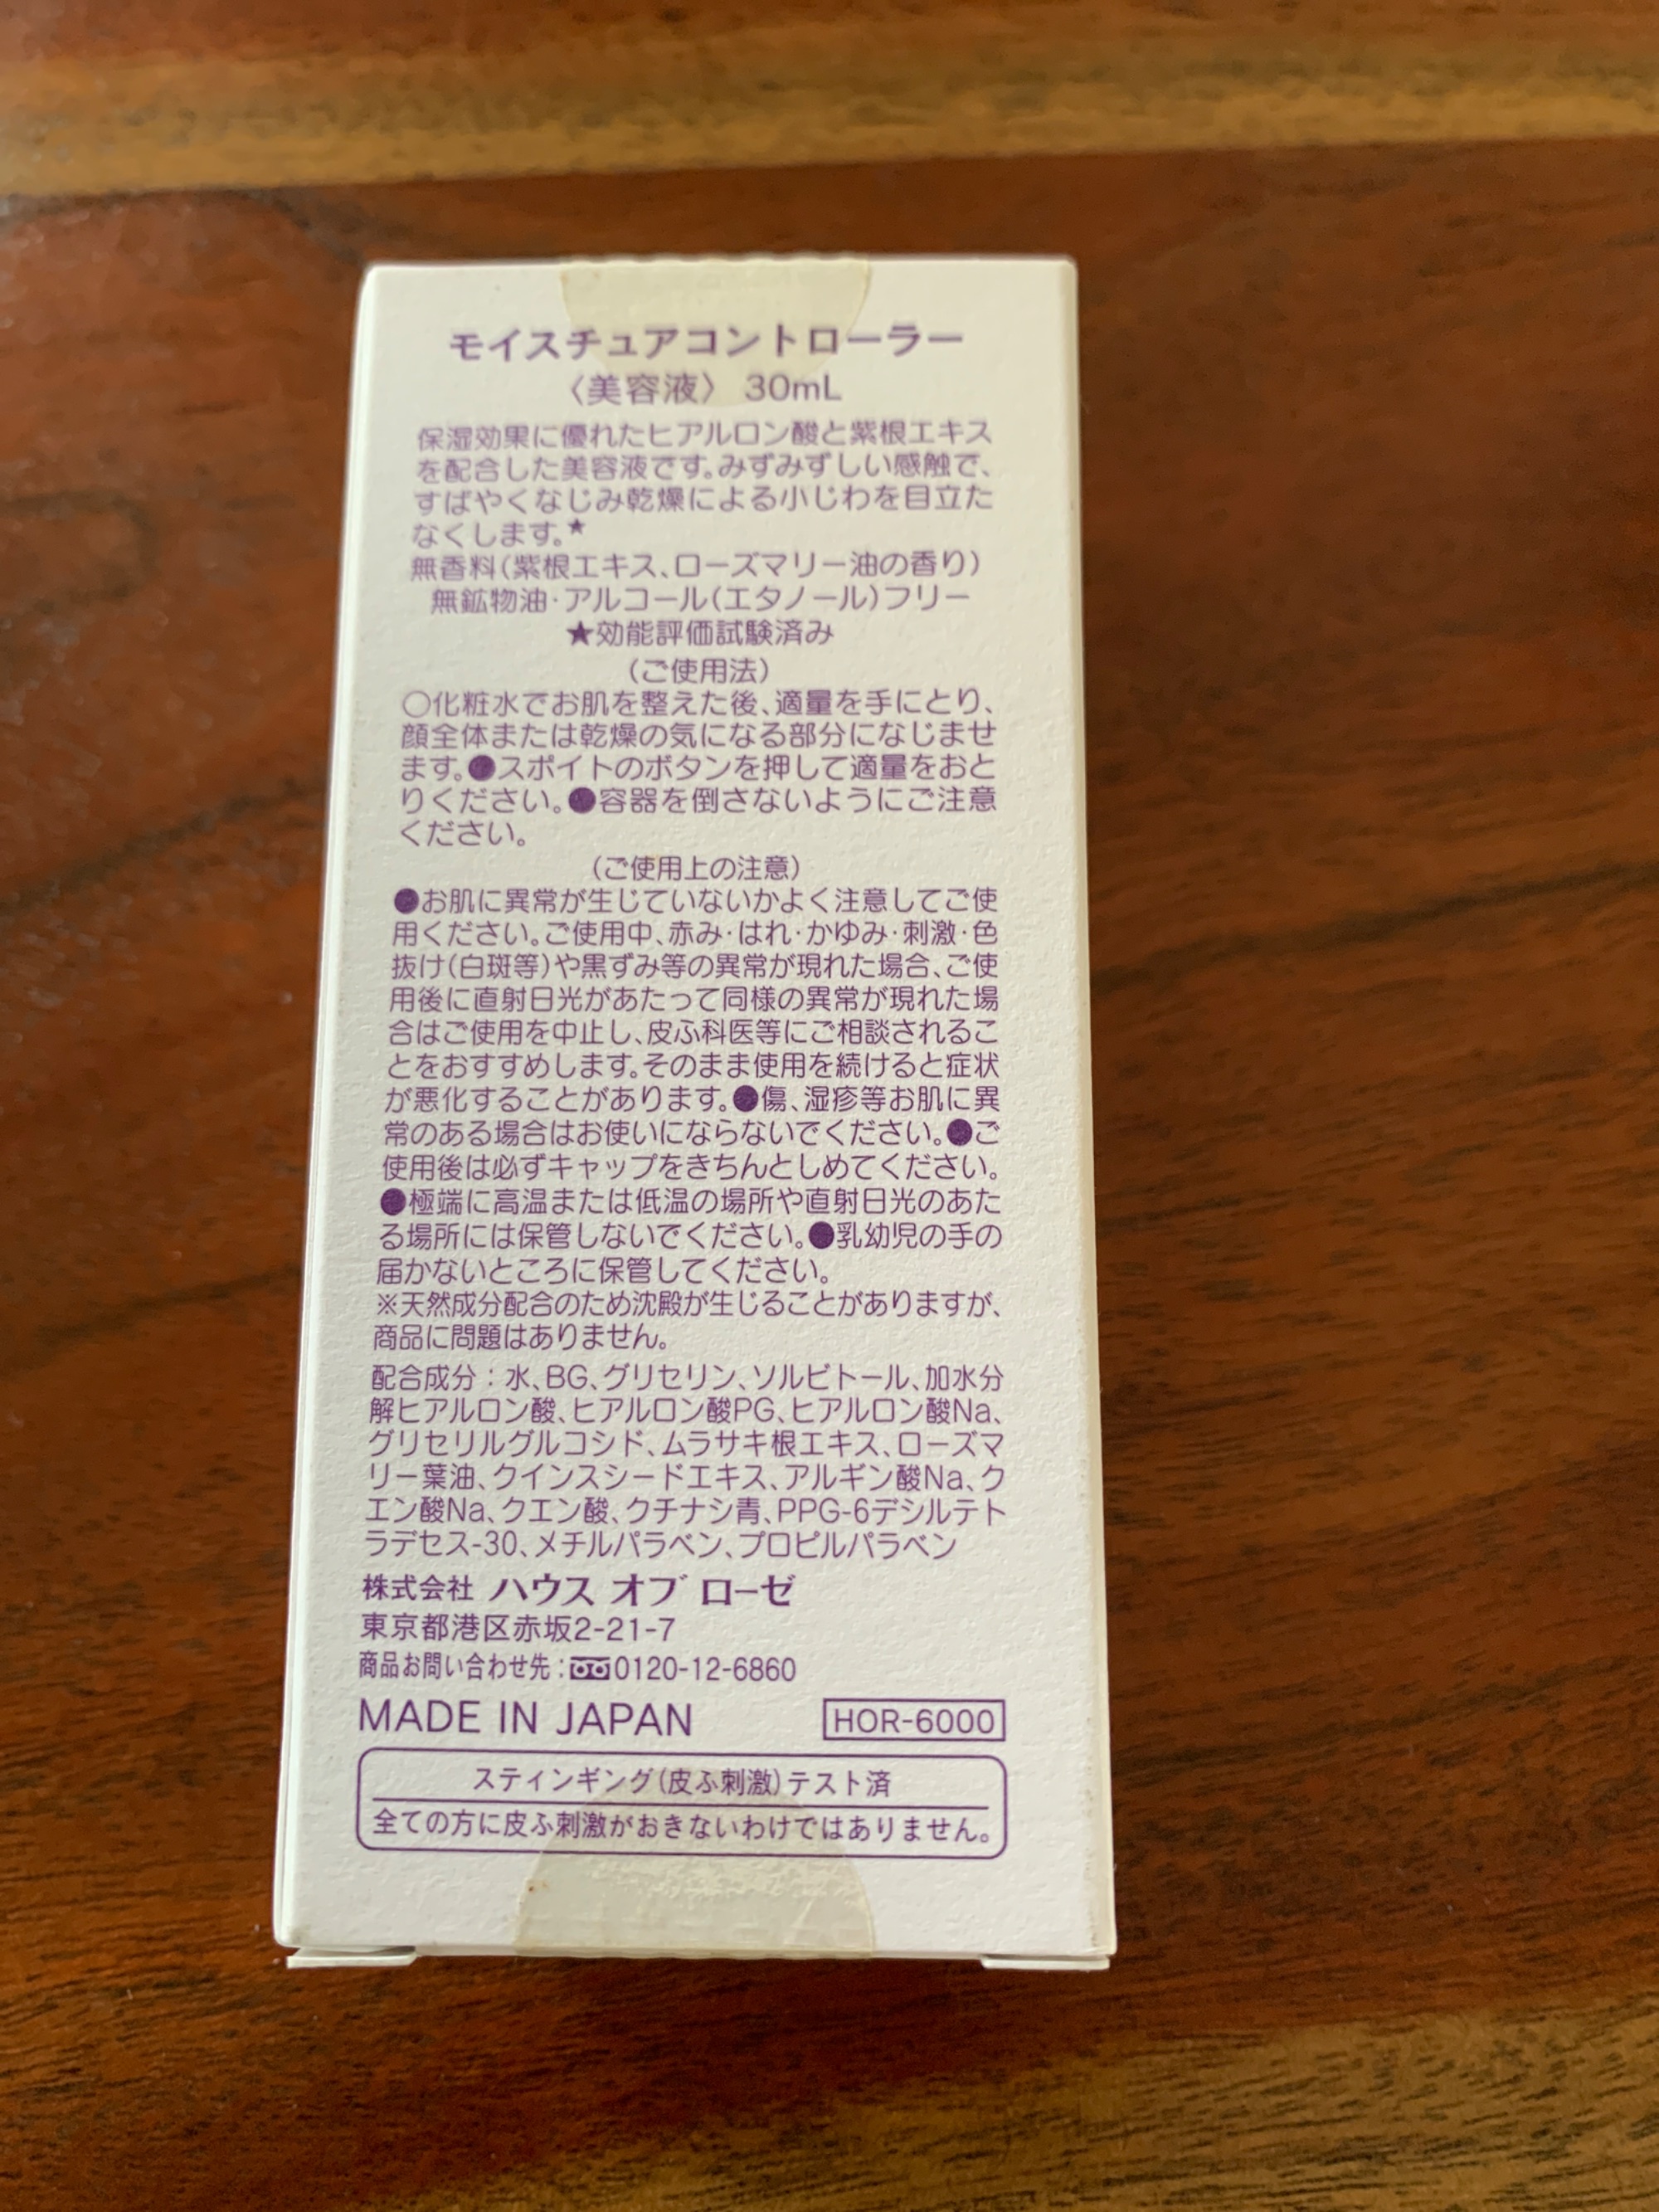 モイスチュアコントローラー
〈美容液〉 30mL
保湿効果に優れたヒアルロン酸と紫根エキス
を配合した美容液です。みずみずしい感触で、
すばやくなじみ乾燥による小じわを目立た
なくします。★
無香料(紫根エキス、ローズマリー油の香り)
無鉱物油・アルコール(エタノール)フリー
★効能評価試験済み
(ご使用法)
○化粧水でお肌を整えた後、適量を手にとり、
顔全体または乾燥の気になる部分になじませ
ます。●スポイトのボタンを押して適量をおと
りください。●容器を倒さないようにご注意
ください。
(ご使用上の注意)
●お肌に異常が生じていないかよく注意してご使
用ください。ご使用中、赤み・はれ・かゆみ・刺激・色
抜け(白斑等)や黒ずみ等の異常が現れた場合、ご使
用後に直射日光があたって同様の異常が現れた場
合はご使用を中止し、皮ふ科医等にご相談されるこ
とをおすすめします。そのまま使用を続けると症状
が悪化することがあります。●傷、湿疹等お肌に異
常のある場合はお使いにならないでください。●ご
使用後は必ずキャップをきちんとしめてください。
●極端に高温または低温の場所や直射日光のあた
る場所には保管しないでください。●乳幼児の手の
届かないところに保管してください。
※天然成分配合のため沈殿が生じることがありますが、
商品に問題はありません。
配合成分：水、BG、グリセリン、ソルビトール、加水分
解ヒアルロン酸、ヒアルロン酸PG、ヒアルロン酸Na、
グリセリルグルコシド、ムラサキ根エキス、ローズマ
リー葉油、クインスシードエキス、アルギン酸Na、ク
エン酸Na、クエン酸、クチナシ青、PPG-6デシルテト
ラデセス-30、メチルパラベン、プロピルパラベン
株式会社 ハウス オブ ローゼ
東京都港区赤坂2-21-7
商品お問い合わせ先：0120-12-6860
MADE IN JAPAN HOR-6000
スティンギング(皮ふ刺激)テスト済
全ての方に皮ふ刺激がおきないわけではありません。